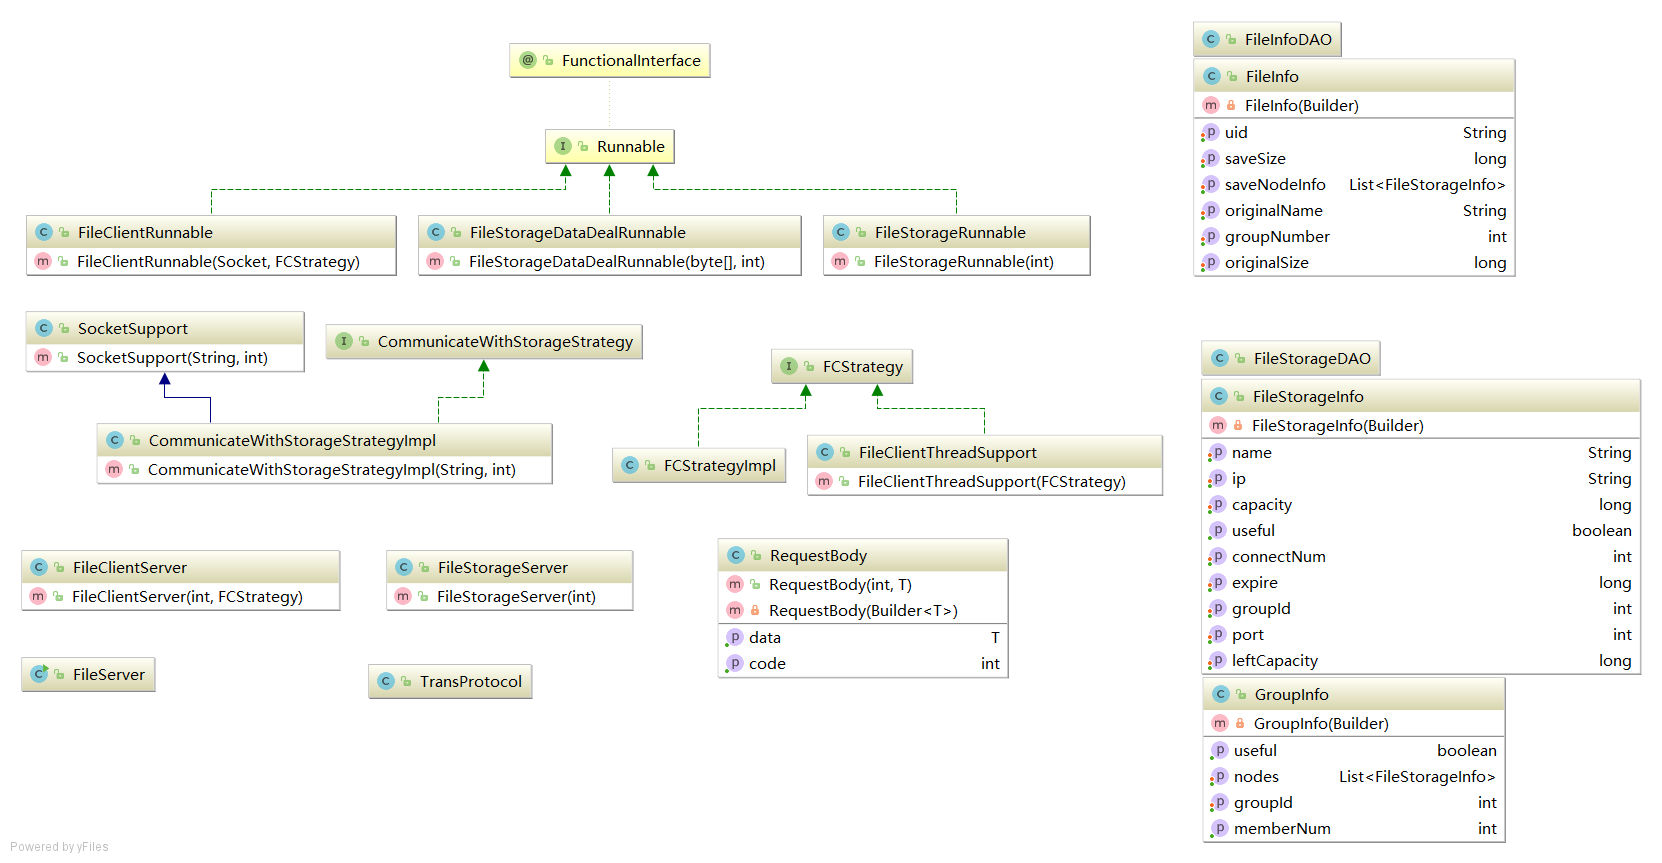 FunctionalInterface
Runnable
FileClientRunnable
FileClientRunnable(Socket, FCStrategy)
FileStorageDataDealRunnable
FileStorageDataDealRunnable(byte[], int)
FileStorageRunnable
FileStorageRunnable(int)
SocketSupport
SocketSupport(String, int)
CommunicateWithStorageStrategy
CommunicateWithStorageStrategyImpl
CommunicateWithStorageStrategyImpl(String, int)
FCStrategy
FCStrategyImpl
FileClientThreadSupport
FileClientThreadSupport(FCStrategy)
FileClientServer
FileClientServer(int, FCStrategy)
FileStorageServer
FileStorageServer(int)
RequestBody
RequestBody(int, T)
RequestBody(Builder<T>)
data T
code int
FileServer
TransProtocol
FileInfoDAO
FileInfo
FileInfo(Builder)
uid String
saveSize long
saveNodeInfo List<FileStorageInfo>
originalName String
groupNumber int
originalSize long
FileStorageDAO
FileStorageInfo
FileStorageInfo(Builder)
name String
ip String
capacity long
useful boolean
connectNum int
expire long
groupId int
port int
leftCapacity long
GroupInfo
GroupInfo(Builder)
useful boolean
nodes List<FileStorageInfo>
groupId int
memberNum int
Powered by yFiles